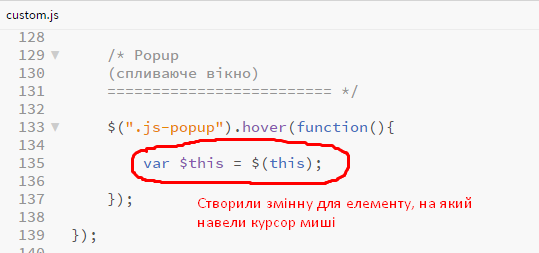 custom.js
128
129 /* Popup
130 (спливаюче вікно)
131 ========================= */
132
133 $(".js-popup").hover(function(){
134
135 var $this = $(this);
136
137 });
Створили змінну для елементу, на який
навели курсор миші
138
139 });
140